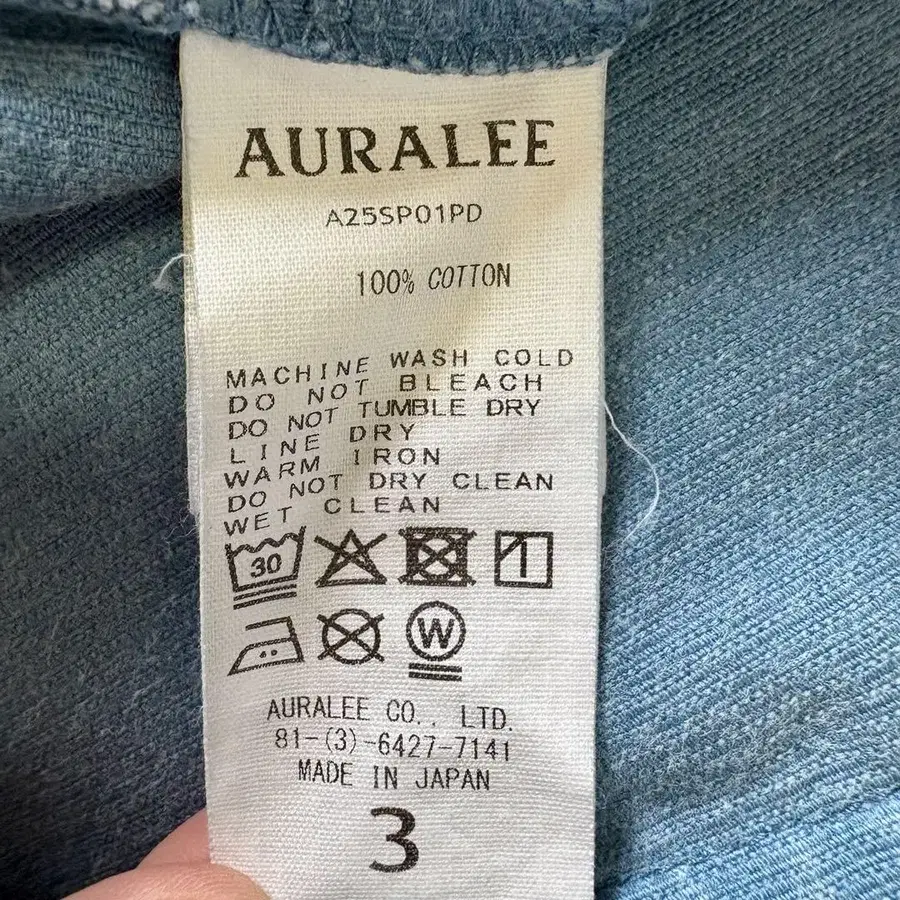 AURALEE
A25SP01PD
100% COTTON
MACHINE WASH COLD
DO NOT BLEACH
DO NOT TUMBLE DRY
LINE DRY
WARM IRON
DO NOT DRY CLEAN
WET CLEAN
30
W
AURALEE CO., LTD.
81-(3)-6427-7141
MADE IN JAPAN
3